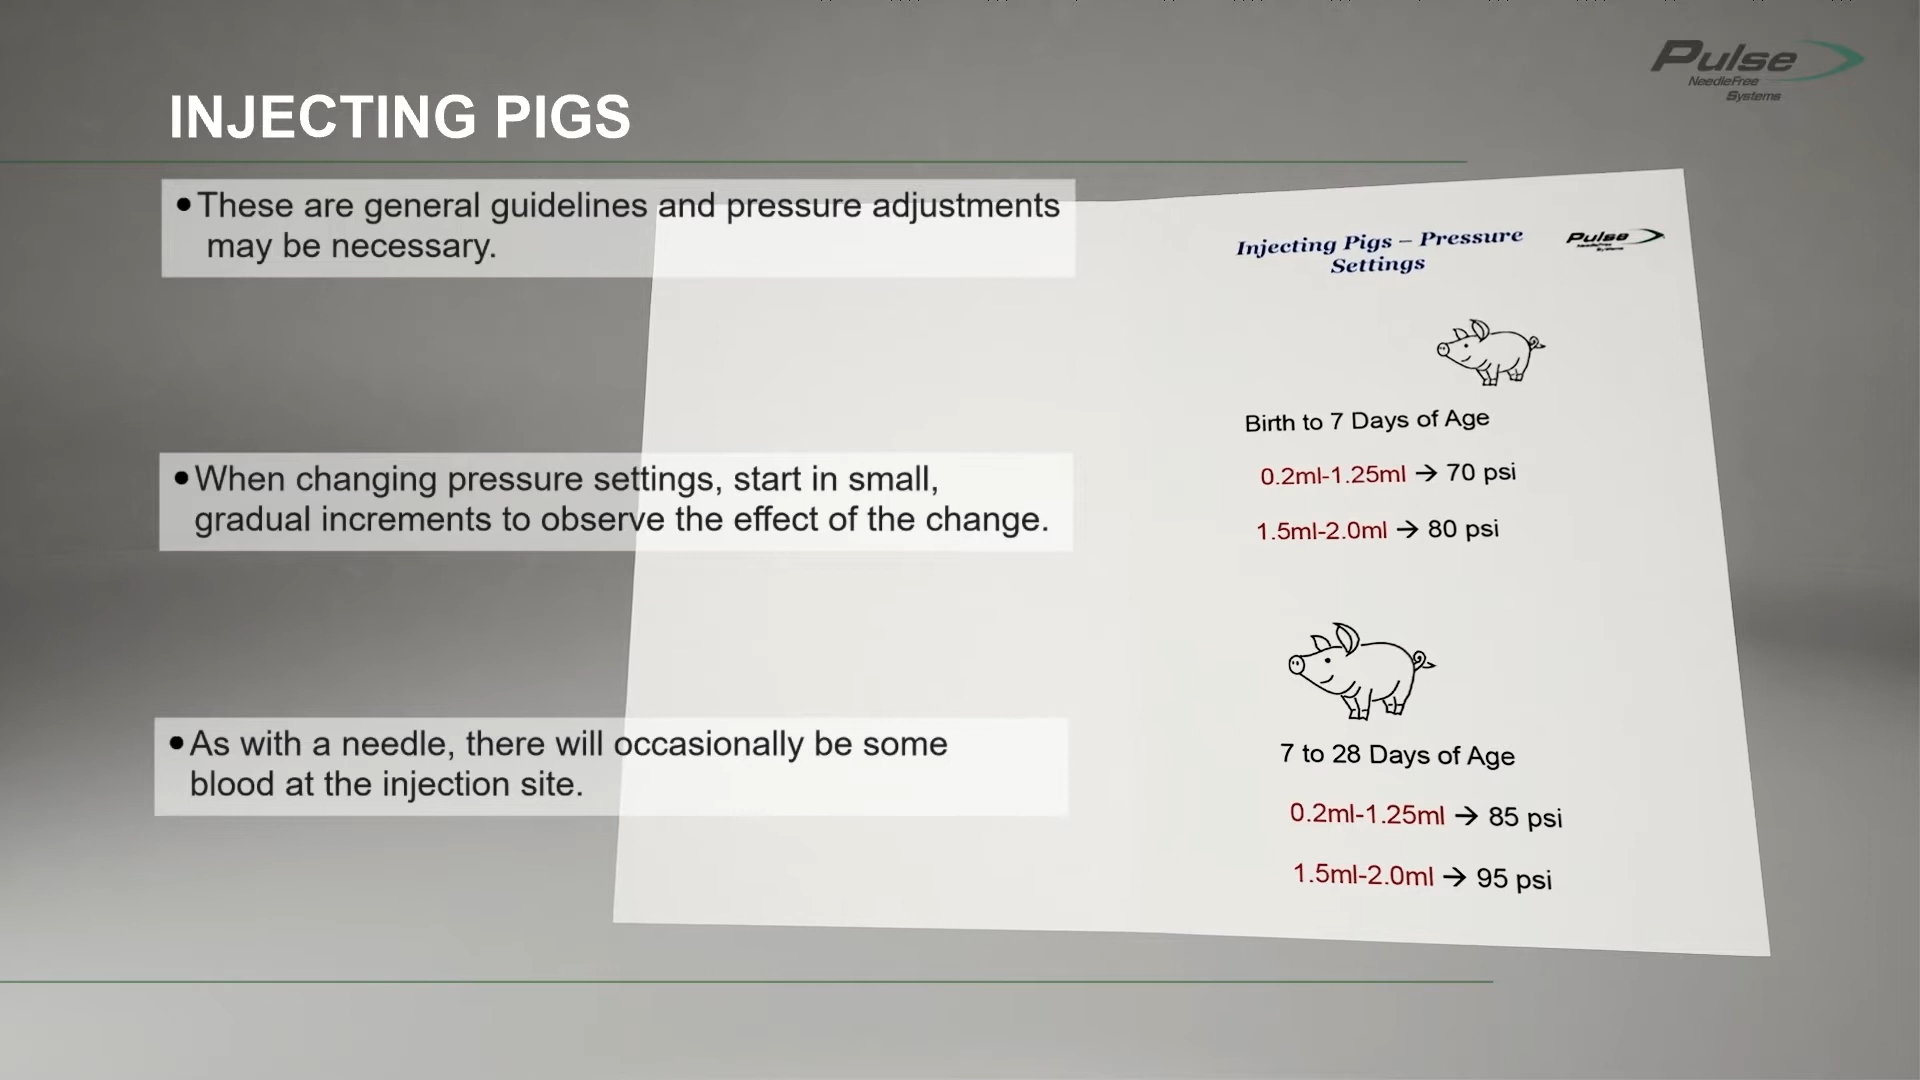 Pulse
NeedleFree
Systems
INJECTING PIGS
•These are general guidelines and pressure adjustments
may be necessary.
•When changing pressure settings, start in small,
gradual increments to observe the effect of the change.
•As with a needle, there will occasionally be some
blood at the injection site.
Injecting Pigs – Pressure
Settings
Pulse
Birth to 7 Days of Age
0.2ml-1.25ml → 70 psi
1.5ml-2.0ml → 80 psi
7 to 28 Days of Age
0.2ml-1.25ml → 85 psi
1.5ml-2.0ml → 95 psi